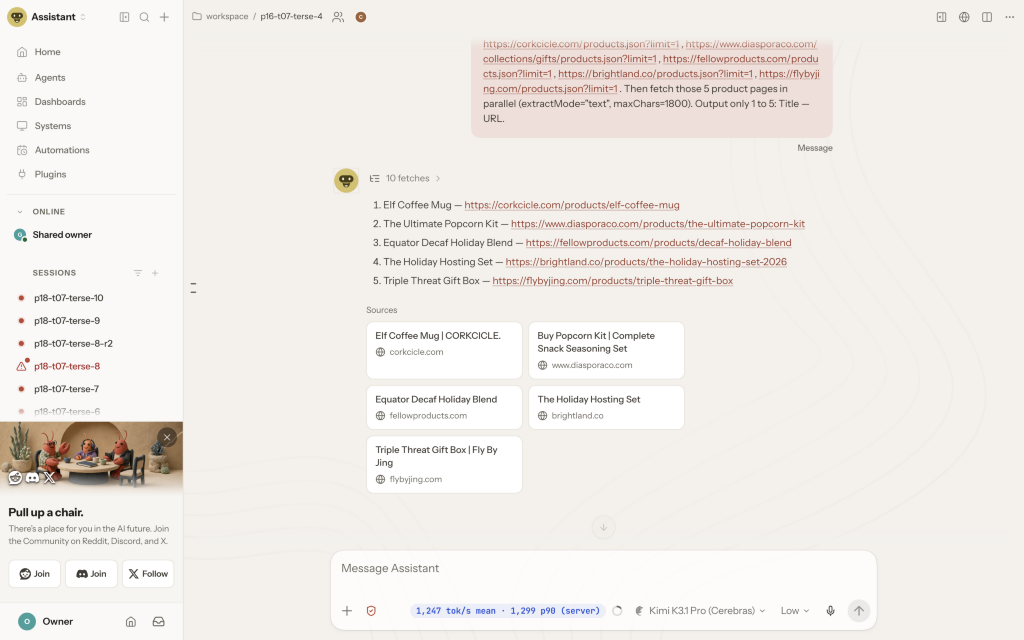 Assistant
workspace / p16-t07-terse-4
Home
Agents
Dashboards
Systems
Automations
Plugins
ONLINE
Shared owner
SESSIONS
p18-t07-terse-10
p18-t07-terse-9
p18-t07-terse-8-r2
p18-t07-terse-8
p18-t07-terse-7
p18-t07-terse-6
Pull up a chair.
There's a place for you in the AI future. Join
the Community on Reddit, Discord, and X.
Join
Join
Follow
Owner
https://corkcicle.com/products.json?limit=1 , https://www.diasporaco.com/
collections/gifts/products.json?limit=1 , https://fellowproducts.com/produ
cts.json?limit=1 , https://brightland.co/products.json?limit=1 , https://flybyji
ng.com/products.json?limit=1 . Then fetch those 5 product pages in
parallel (extractMode="text", maxChars=1800). Output only 1 to 5: Title —
URL.
Message
10 fetches
1. Elf Coffee Mug — https://corkcicle.com/products/elf-coffee-mug
2. The Ultimate Popcorn Kit — https://www.diasporaco.com/products/the-ultimate-popcorn-kit
3. Equator Decaf Holiday Blend — https://fellowproducts.com/products/decaf-holiday-blend
4. The Holiday Hosting Set — https://brightland.co/products/the-holiday-hosting-set-2026
5. Triple Threat Gift Box — https://flybyjing.com/products/triple-threat-gift-box
Sources
Elf Coffee Mug | CORKCICLE.
corkcicle.com
Buy Popcorn Kit | Complete
Snack Seasoning Set
www.diasporaco.com
Equator Decaf Holiday Blend
fellowproducts.com
The Holiday Hosting Set
brightland.co
Triple Threat Gift Box | Fly By
Jing
flybyjing.com
Message Assistant
1,247 tok/s mean · 1,299 p90 (server)
Kimi K3.1 Pro (Cerebras)
Low